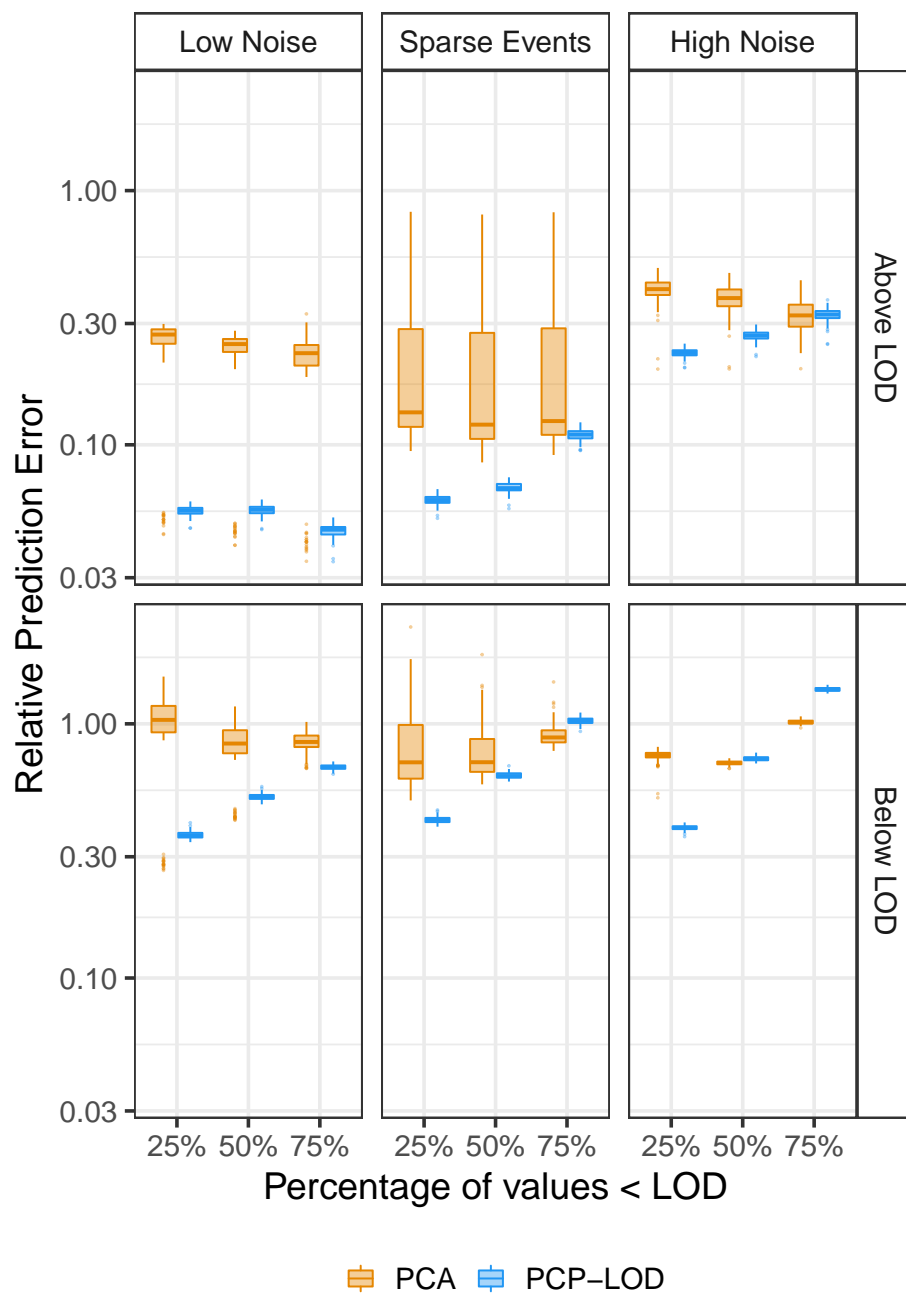 Low Noise Sparse Events High Noise
1.00
0.30
0.10
0.03
Above LOD
1.00
0.30
0.10
0.03
Below LOD
Relative Prediction Error
25% 50% 75% 25% 50% 75% 25% 50% 75%
Percentage of values < LOD
PCA PCP−LOD